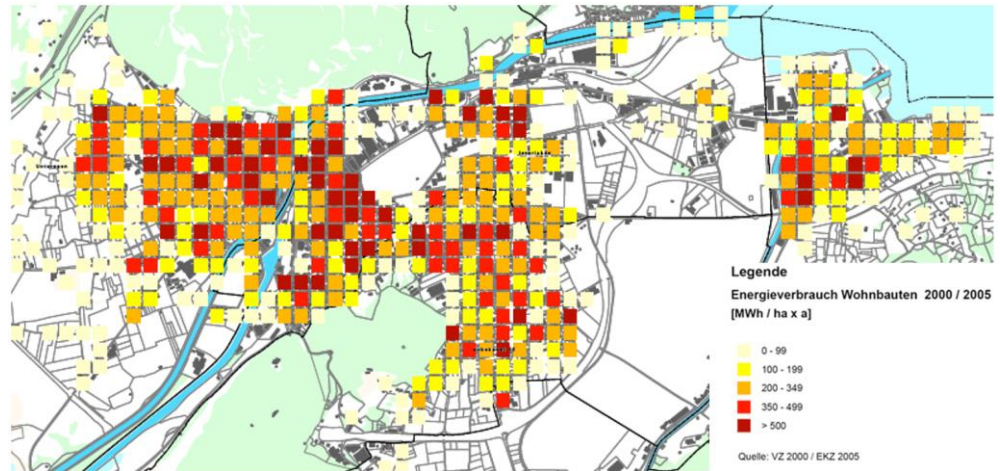 Legende
Energieverbrauch Wohnbauten 2000 / 2005
[MWh / ha x a]
0 - 99
100 - 199
200 - 349
350 - 499
> 500
Quelle: VZ 2000 / EKZ 2005